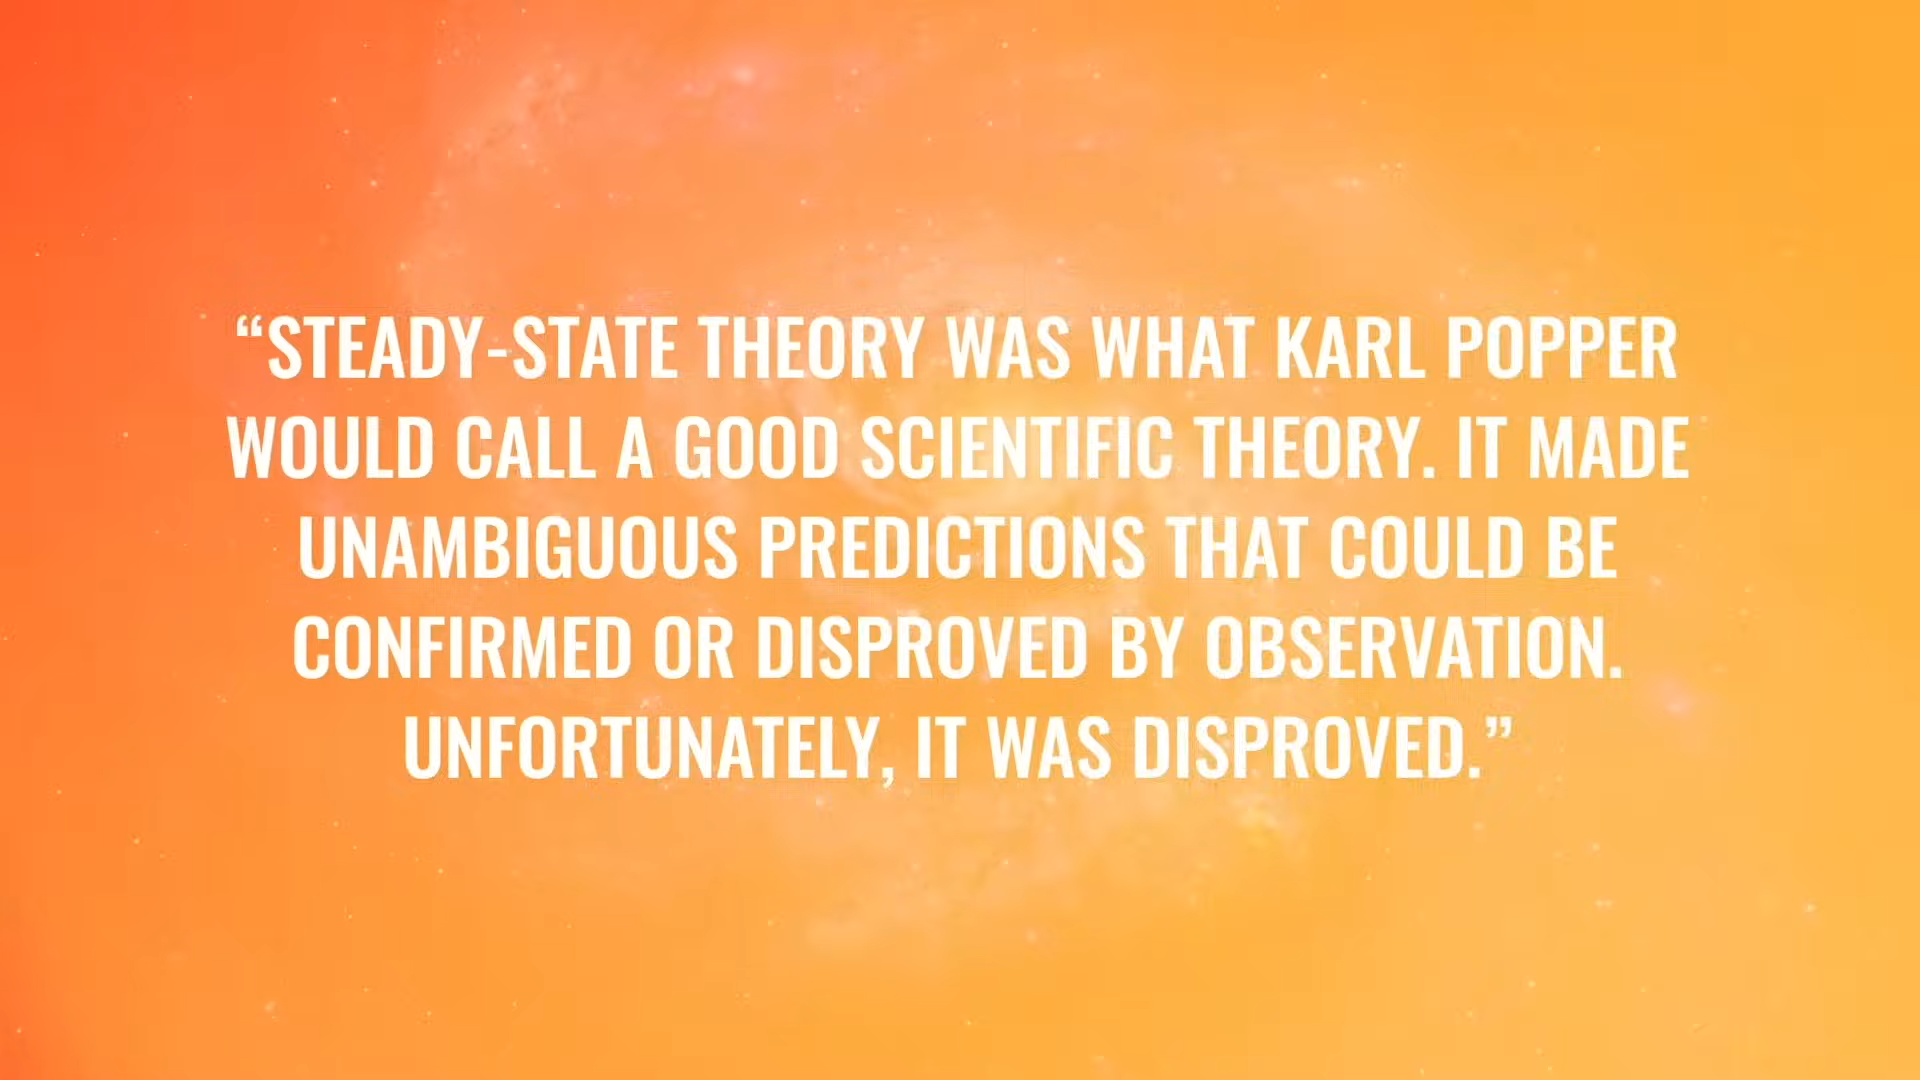 “STEADY-STATE THEORY WAS WHAT KARL POPPER
WOULD CALL A GOOD SCIENTIFIC THEORY. IT MADE
UNAMBIGUOUS PREDICTIONS THAT COULD BE
CONFIRMED OR DISPROVED BY OBSERVATION.
UNFORTUNATELY, IT WAS DISPROVED.”